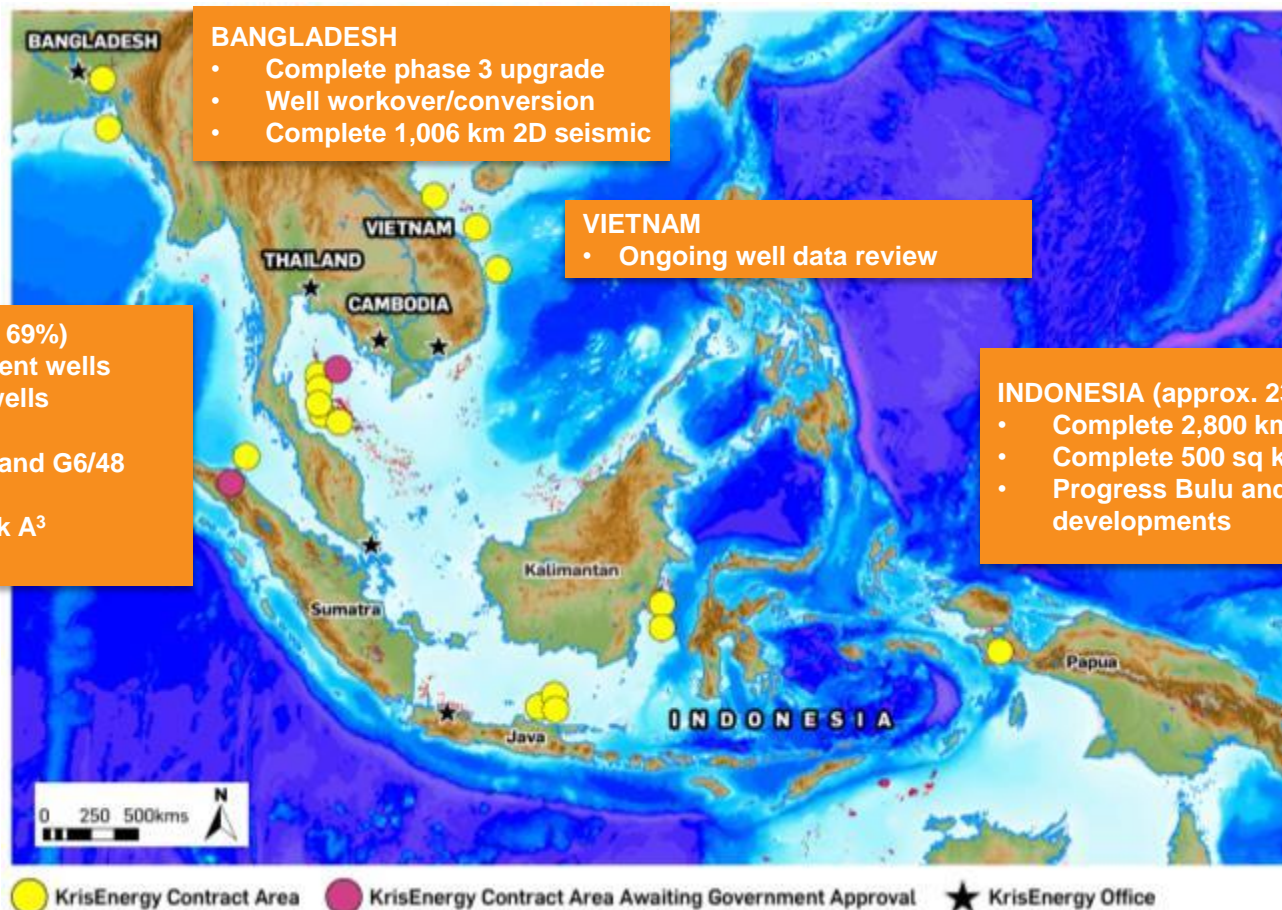 BANGLADESH
BANGLADESH
• Complete phase 3 upgrade
• Well workover/conversion
• Complete 1,006 km 2D seismic
VIETNAM
VIETNAM
• Ongoing well data review
THAILAND
CAMBODIA
69%)
ent wells
wells
and G6/48
k A³
INDONESIA (approx. 23
• Complete 2,800 km
• Complete 500 sq k
• Progress Bulu and
developments
Kalimantan
Sumatra
Papua
INDONESIA
Java
N
0 250 500kms
KrisEnergy Contract Area
KrisEnergy Contract Area Awaiting Government Approval
KrisEnergy Office